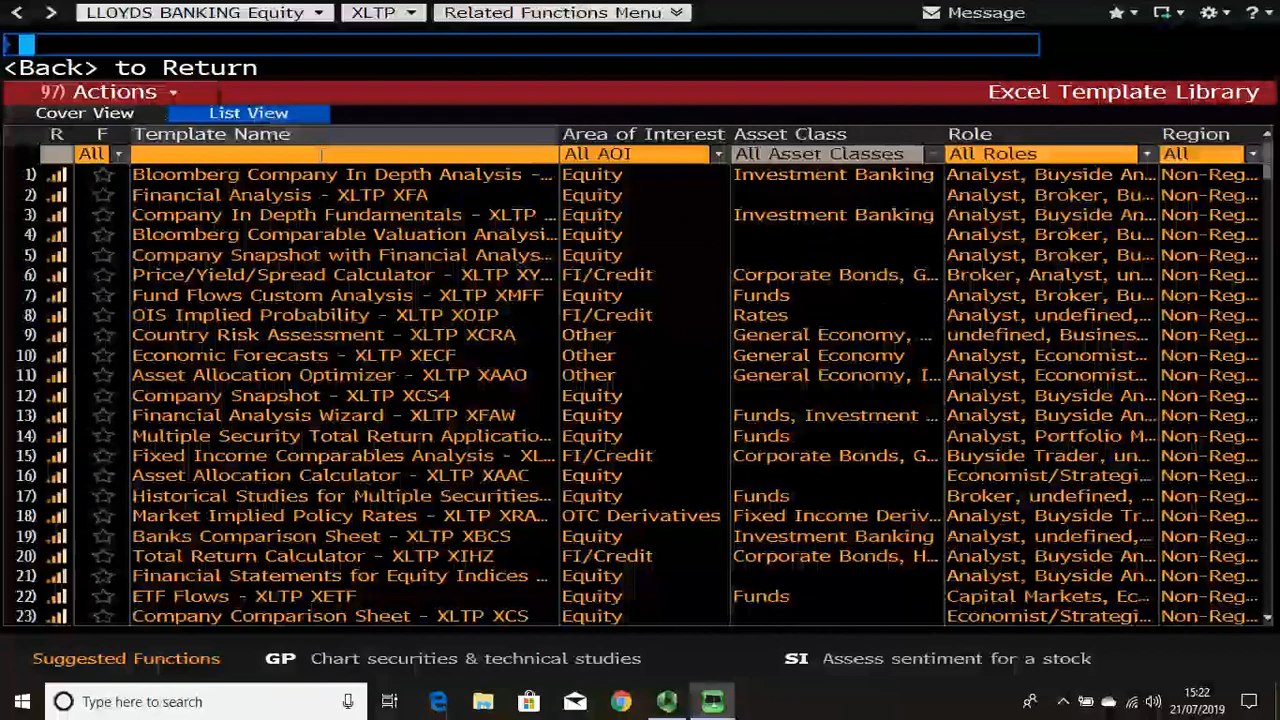 LLOYDS BANKING Equity XLTP Related Functions Menu Message
<Back> to Return
97) Actions Excel Template Library
Cover View List View
R F Template Name Area of Interest Asset Class Role Region
All All AOI All Asset Classes All Roles All
1) Bloomberg Company In Depth Analysis -... Equity Investment Banking Analyst, Buyside An... Non-Reg...
2) Financial Analysis - XLTP XFA Equity Analyst, Broker, Bu... Non-Reg...
3) Company In Depth Fundamentals - XLTP ... Equity Investment Banking Analyst, Buyside An... Non-Reg...
4) Bloomberg Comparable Valuation Analysi... Equity Analyst, Broker, Bu... Non-Reg...
5) Company Snapshot with Financial Analys... Equity Analyst, Broker, Bu... Non-Reg...
6) Price/Yield/Spread Calculator - XLTP XY... FI/Credit Corporate Bonds, G... Broker, Analyst, un... Non-Reg...
7) Fund Flows Custom Analysis - XLTP XMFF Equity Funds Analyst, Broker, Bu... Non-Reg...
8) OIS Implied Probability - XLTP XOIP FI/Credit Rates Analyst, undefined,... Non-Reg...
9) Country Risk Assessment - XLTP XCRA Other General Economy, ... undefined, Busines... Non-Reg...
10) Economic Forecasts - XLTP XECF Other General Economy Analyst, Economist... Non-Reg...
11) Asset Allocation Optimizer - XLTP XAAO Other General Economy, I... Analyst, Economist... Non-Reg...
12) Company Snapshot - XLTP XCS4 Equity Analyst, Buyside An... Non-Reg...
13) Financial Analysis Wizard - XLTP XFAW Equity Funds, Investment ... Analyst, Buyside An... Non-Reg...
14) Multiple Security Total Return Applicatio... Equity Funds Analyst, Portfolio M... Non-Reg...
15) Fixed Income Comparables Analysis - XL... FI/Credit Corporate Bonds, G... Buyside Trader, un... Non-Reg...
16) Asset Allocation Calculator - XLTP XAAC Equity Economist/Strategi... Non-Reg...
17) Historical Studies for Multiple Securities... Equity Funds Broker, undefined, ... Non-Reg...
18) Market Implied Policy Rates - XLTP XRA... OTC Derivatives Fixed Income Deriv... Analyst, Buyside Tr... Non-Reg...
19) Banks Comparison Sheet - XLTP XBCS Equity Investment Banking Analyst, undefined,... Non-Reg...
20) Total Return Calculator - XLTP XIHZ FI/Credit Corporate Bonds, H... Analyst, Buyside An... Non-Reg...
21) Financial Statements for Equity Indices ... Equity Analyst, Buyside An... Non-Reg...
22) ETF Flows - XLTP XETF Equity Funds Capital Markets, Ec... Non-Reg...
23) Company Comparison Sheet - XLTP XCS Equity Economist/Strategi... Non-Reg...
Suggested Functions GP Chart securities & technical studies SI Assess sentiment for a stock
Type here to search 15:22
21/07/2019